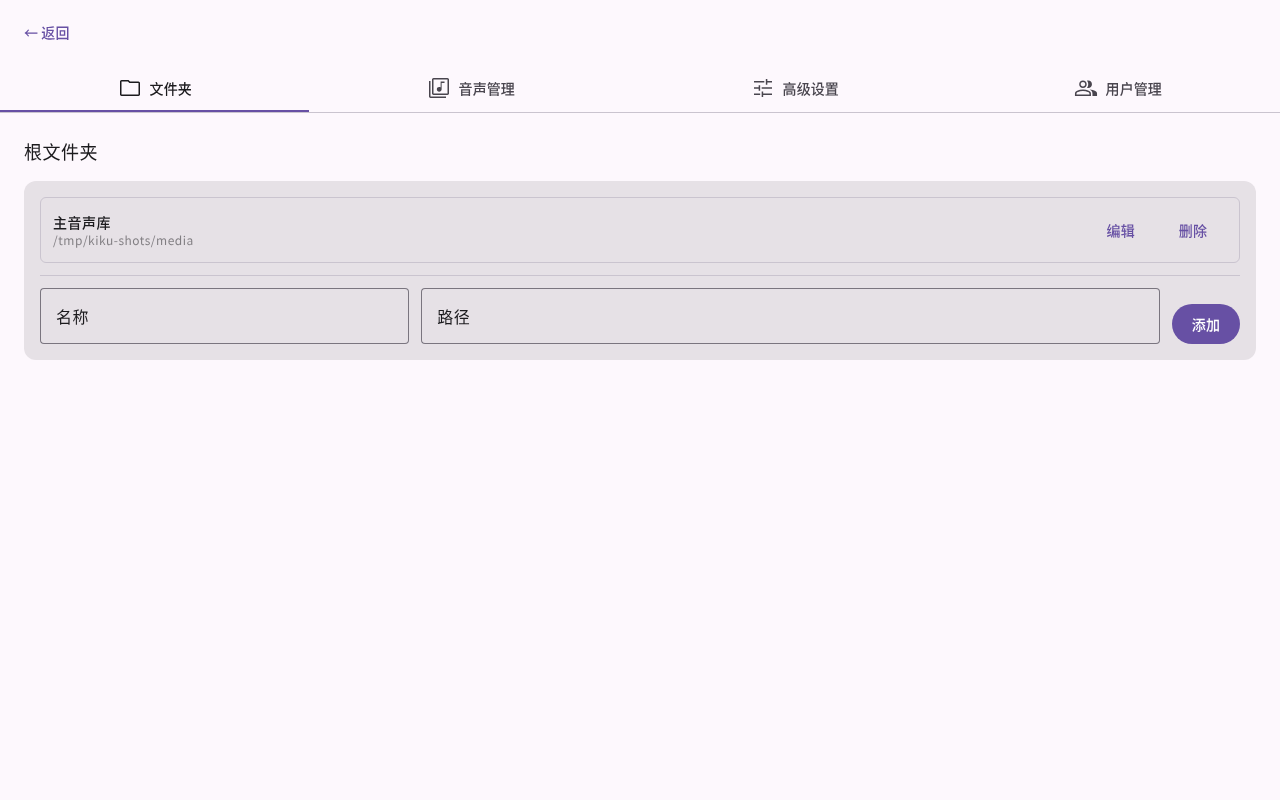 ← 返回
文件夹
音声管理
高级设置
用户管理
根文件夹
主音声库
/tmp/kiku-shots/media
编辑
删除
名称
路径
添加